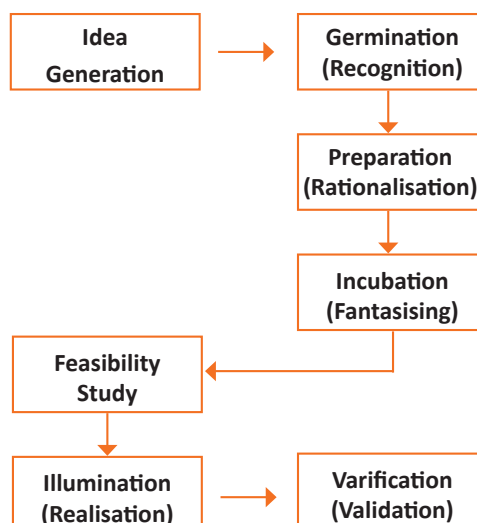 Idea
Generation
Germination
(Recognition)
Preparation
(Rationalisation)
Incubation
(Fantasising)
Feasibility
Study
Illumination
(Realisation)
Varification
(Validation)